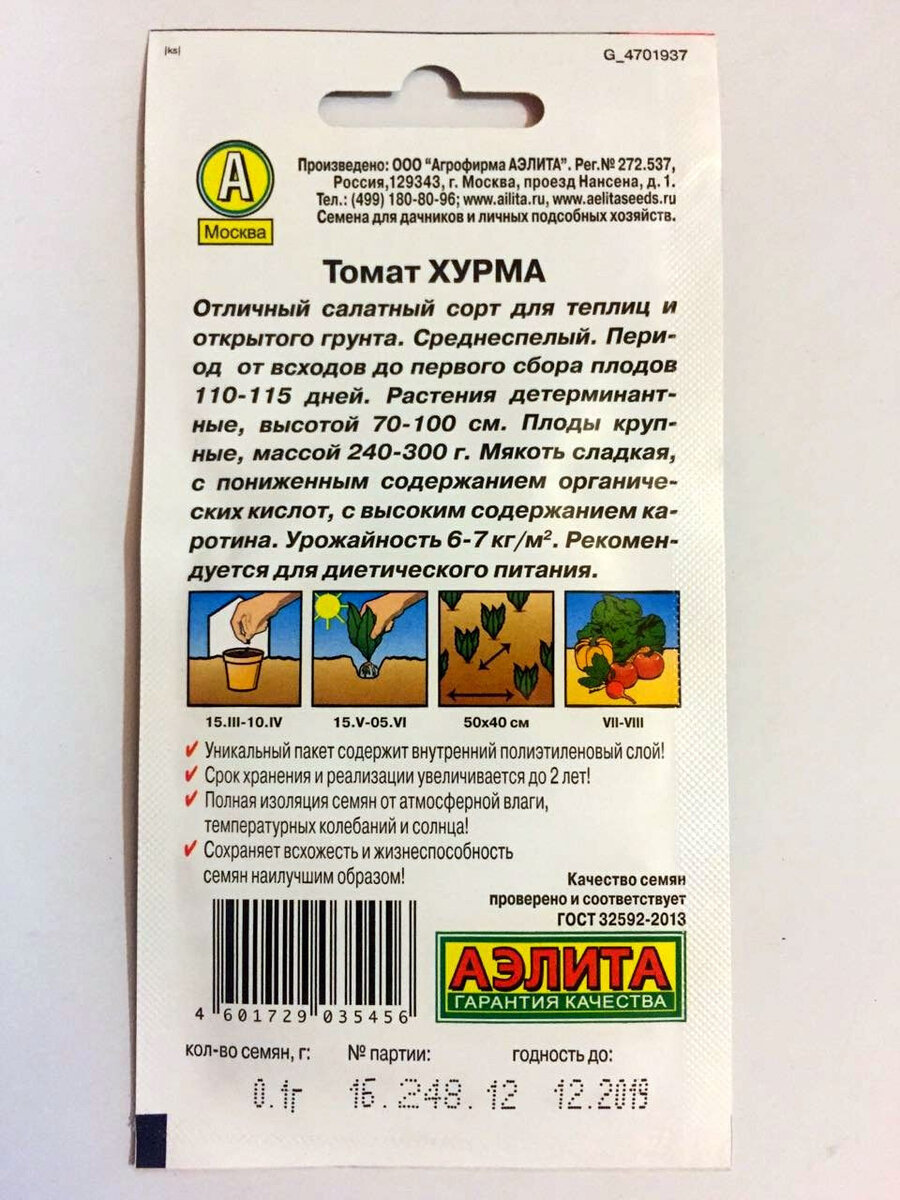 |ks|
G_4701937
А
Москва
Произведено: ООО “Агрофирма АЭЛИТА”. Рег.№ 272.537,
Россия,129343, г. Москва, проезд Нансена, д. 1.
Тел.: (499) 180-80-96; www.ailita.ru, www.aelitaseeds.ru
Семена для дачников и личных подсобных хозяйств.
Томат ХУРМА
Отличный салатный сорт для теплиц и
открытого грунта. Среднеспелый. Пери-
од от всходов до первого сбора плодов
110-115 дней. Растения детерминант-
ные, высотой 70-100 см. Плоды круп-
ные, массой 240-300 г. Мякоть сладкая,
с пониженным содержанием органиче-
ских кислот, с высоким содержанием ка-
ротина. Урожайность 6-7 кг/м². Рекомен-
дуется для диетического питания.
15.III-10.IV 15.V-05.VI 50х40 см VII-VIII
Уникальный пакет содержит внутренний полиэтиленовый слой!
Срок хранения и реализации увеличивается до 2 лет!
Полная изоляция семян от атмосферной влаги,
температурных колебаний и солнца!
Сохраняет всхожесть и жизнеспособность
семян наилучшим образом!
Качество семян
проверено и соответствует
ГОСТ 32592-2013
АЭЛИТА
ГАРАНТИЯ КАЧЕСТВА
4 601729 035456
кол-во семян, г: № партии: годность до:
0.1г 16.248.12 12.2019